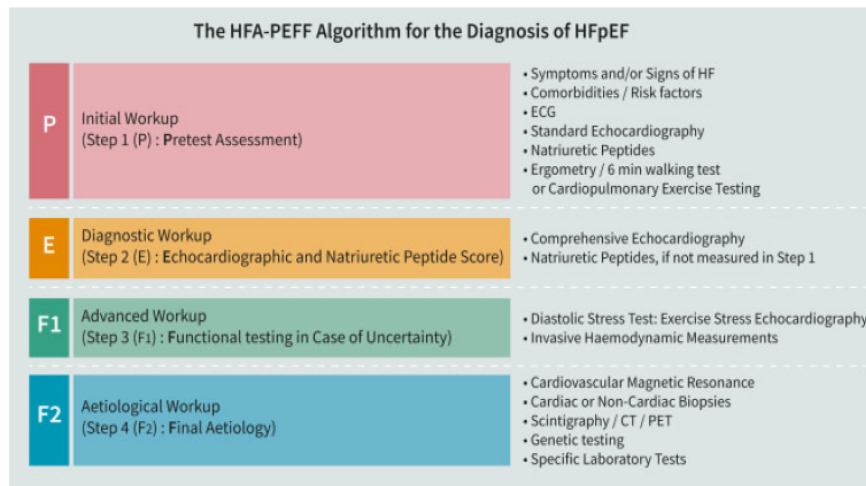 The HFA-PEFF Algorithm for the Diagnosis of HFpEF
P
Initial Workup
(Step 1 (P) : Pretest Assessment)
• Symptoms and/or Signs of HF
• Comorbidities / Risk factors
• ECG
• Standard Echocardiography
• Natriuretic Peptides
• Ergometry / 6 min walking test
or Cardiopulmonary Exercise Testing
E
Diagnostic Workup
(Step 2 (E) : Echocardiographic and Natriuretic Peptide Score)
• Comprehensive Echocardiography
• Natriuretic Peptides, if not measured in Step 1
F1
Advanced Workup
(Step 3 (F1) : Functional testing in Case of Uncertainty)
• Diastolic Stress Test: Exercise Stress Echocardiography
• Invasive Haemodynamic Measurements
F2
Aetiological Workup
(Step 4 (F2) : Final Aetiology)
• Cardiovascular Magnetic Resonance
• Cardiac or Non-Cardiac Biopsies
• Scintigraphy / CT / PET
• Genetic testing
• Specific Laboratory Tests